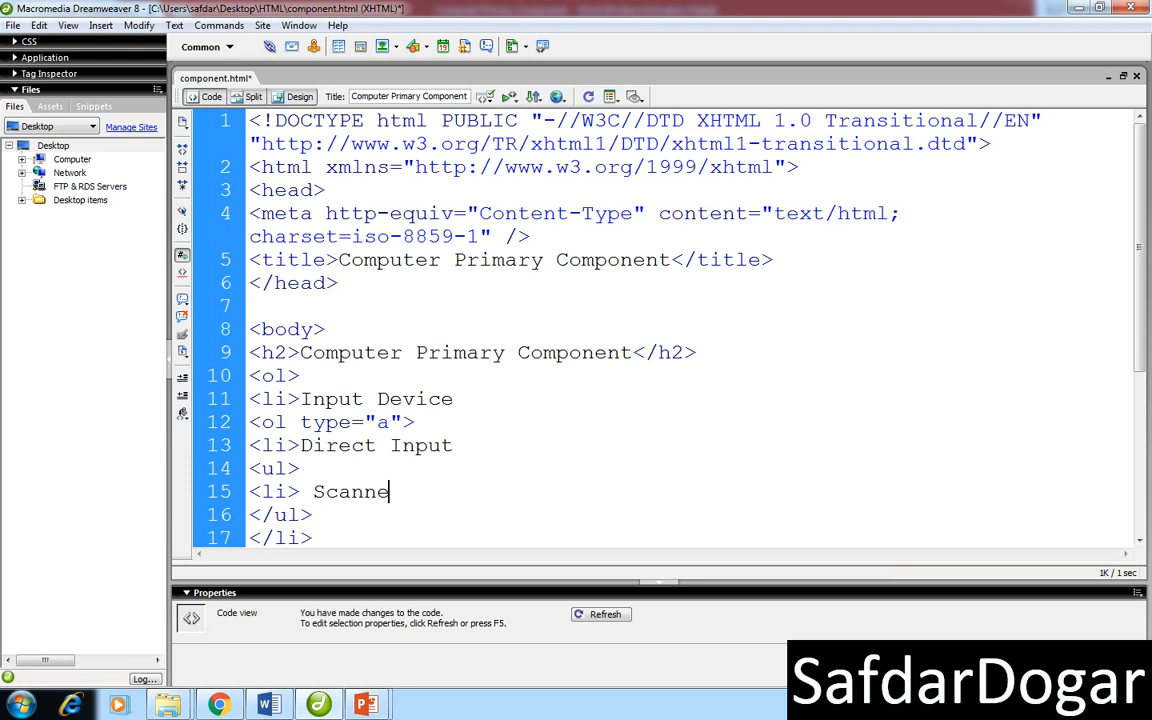 Macromedia Dreamweaver 8 - [C:\Users\safdar\Desktop\HTML\component.html (XHTML)*]
File Edit View Insert Modify Text Commands Site Window Help
CSS
Application
Tag Inspector
Files
Files Assets Snippets
Desktop Manage Sites
Desktop
Computer
Network
FTP & RDS Servers
Desktop items
Log...
Common
component.html*
Code Split Design Title: Computer Primary Component
1 <!DOCTYPE html PUBLIC "-//W3C//DTD XHTML 1.0 Transitional//EN"
"http://www.w3.org/TR/xhtml1/DTD/xhtml1-transitional.dtd">
2 <html xmlns="http://www.w3.org/1999/xhtml">
3 <head>
4 <meta http-equiv="Content-Type" content="text/html;
charset=iso-8859-1" />
5 <title>Computer Primary Component</title>
6 </head>
7
8 <body>
9 <h2>Computer Primary Component</h2>
10 <ol>
11 <li>Input Device
12 <ol type="a">
13 <li>Direct Input
14 <ul>
15 <li> Scanne
16 </ul>
17 </li>
1K / 1 sec
Properties
Code view
You have made changes to the code.
To edit selection properties, click Refresh or press F5.
Refresh
SafdarDogar